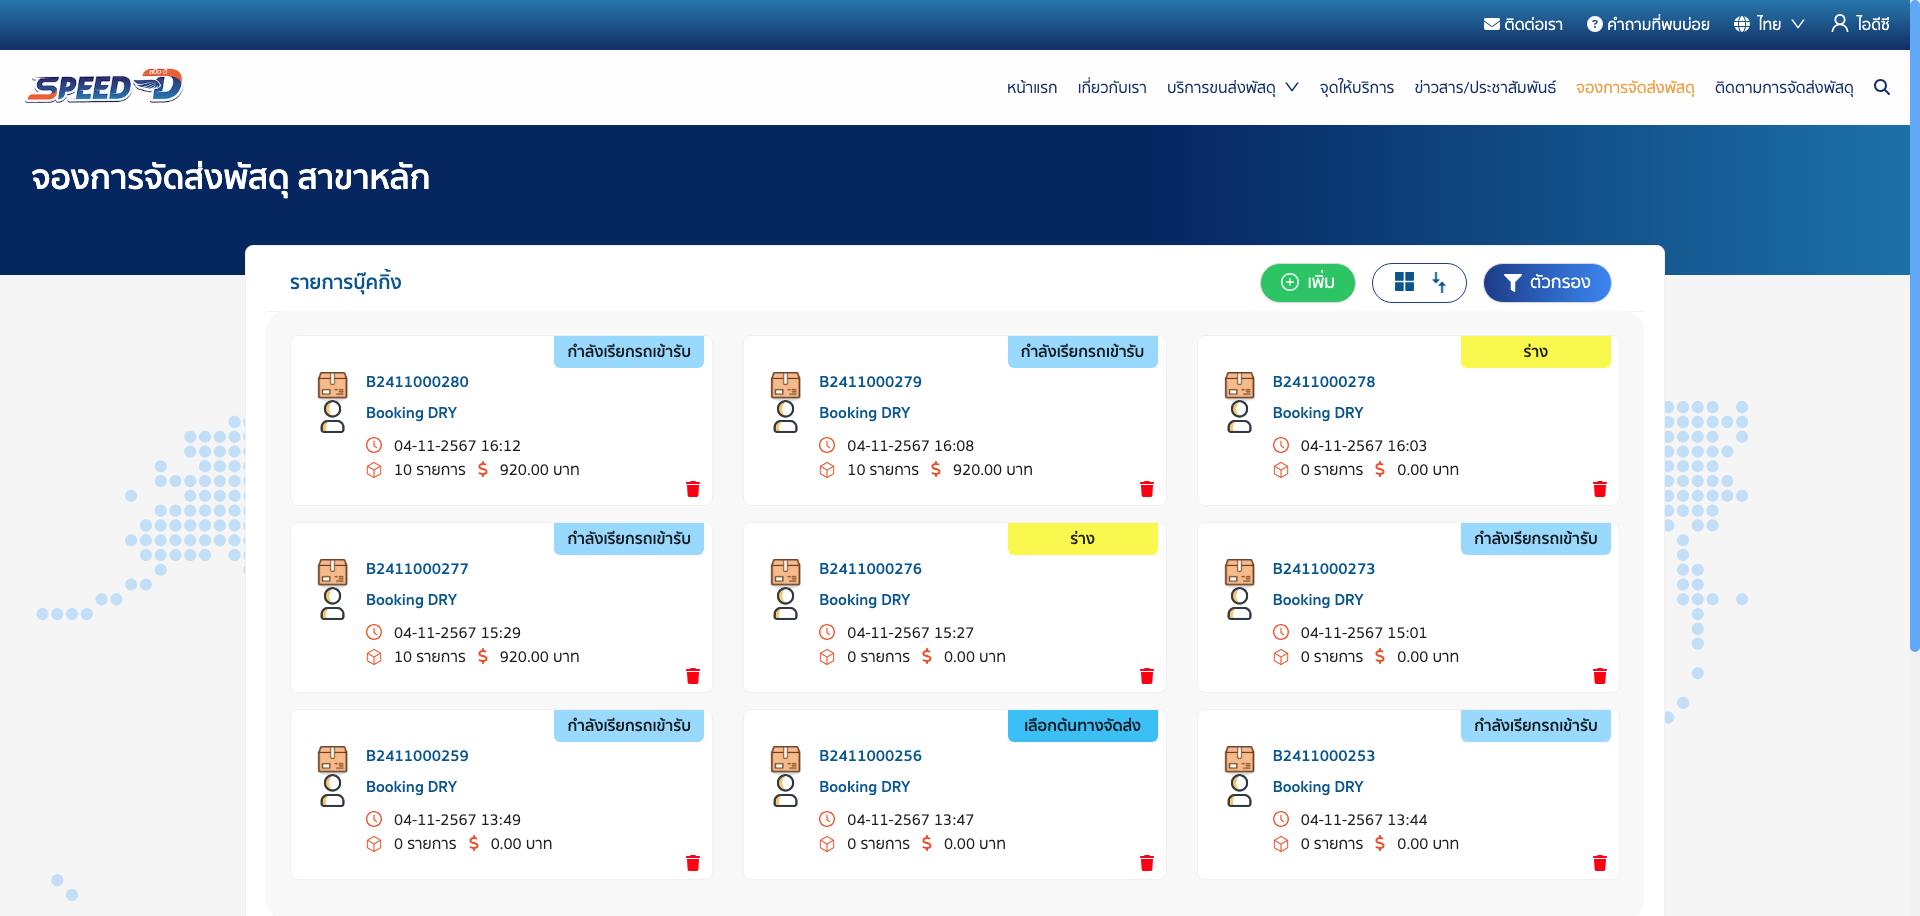 ติดต่อเรา คำถามที่พบบ่อย ไทย ไอดีซี
SPEED-D
หน้าแรก เกี่ยวกับเรา บริการขนส่งพัสดุ จุดให้บริการ ข่าวสาร/ประชาสัมพันธ์ จองการจัดส่งพัสดุ ติดตามการจัดส่งพัสดุ
จองการจัดส่งพัสดุ สาขาหลัก
รายการบุ๊คกิ้ง เพิ่ม ตัวกรอง
กำลังเรียกรถเข้ารับ
B2411000280
Booking DRY
04-11-2567 16:12
10 รายการ $ 920.00 บาท
กำลังเรียกรถเข้ารับ
B2411000279
Booking DRY
04-11-2567 16:08
10 รายการ $ 920.00 บาท
ร่าง
B2411000278
Booking DRY
04-11-2567 16:03
0 รายการ $ 0.00 บาท
กำลังเรียกรถเข้ารับ
B2411000277
Booking DRY
04-11-2567 15:29
10 รายการ $ 920.00 บาท
ร่าง
B2411000276
Booking DRY
04-11-2567 15:27
0 รายการ $ 0.00 บาท
กำลังเรียกรถเข้ารับ
B2411000273
Booking DRY
04-11-2567 15:01
0 รายการ $ 0.00 บาท
กำลังเรียกรถเข้ารับ
B2411000259
Booking DRY
04-11-2567 13:49
0 รายการ $ 0.00 บาท
เลือกต้นทางจัดส่ง
B2411000256
Booking DRY
04-11-2567 13:47
0 รายการ $ 0.00 บาท
กำลังเรียกรถเข้ารับ
B2411000253
Booking DRY
04-11-2567 13:44
0 รายการ $ 0.00 บาท